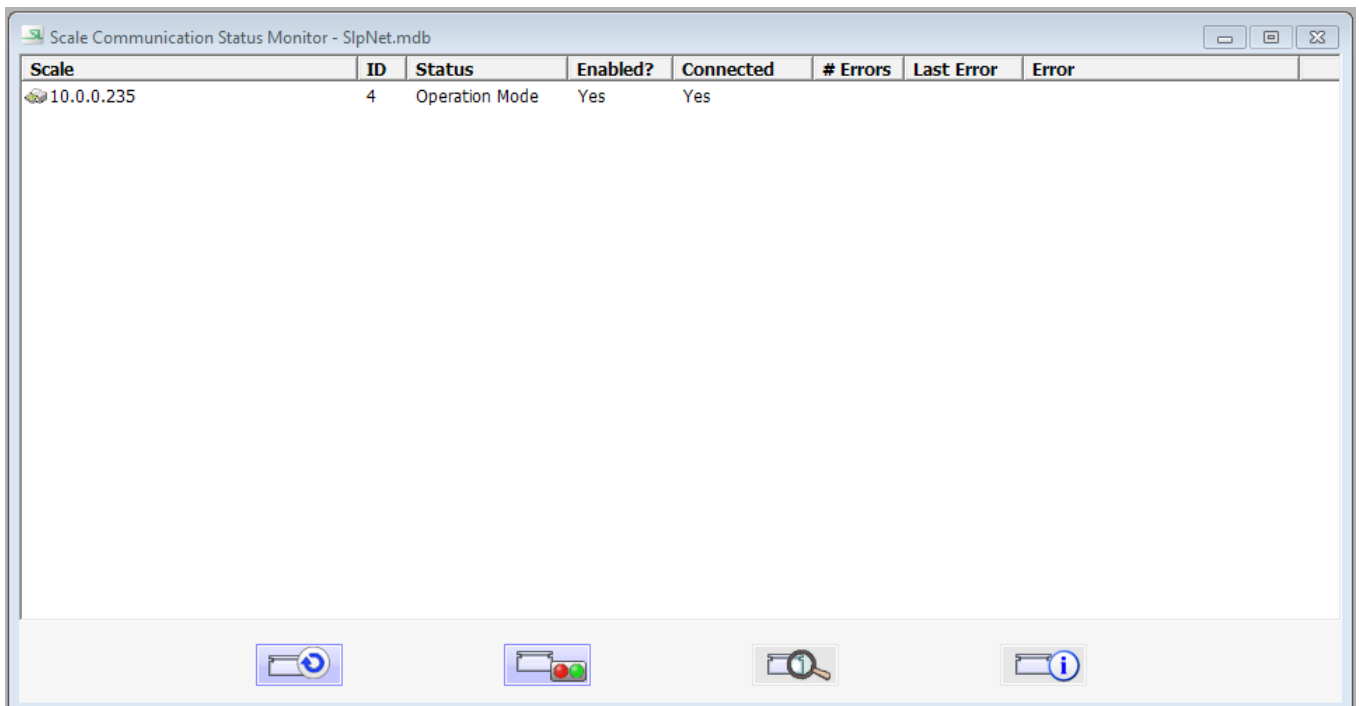 Scale Communication Status Monitor - SlpNet.mdb
Scale ID Status Enabled? Connected # Errors Last Error Error
10.0.0.235 4 Operation Mode Yes Yes